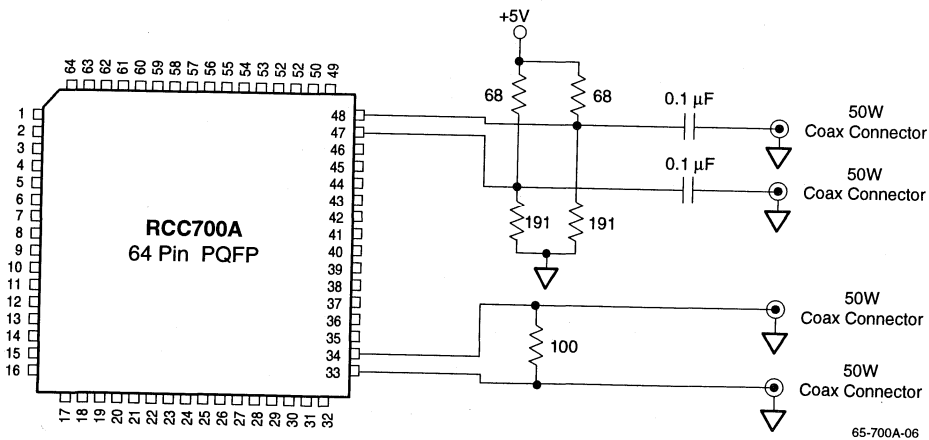 +5V
64 63 62 61 60 59 58 57 56 55 54 53 52 52 50 49
68
68
0.1 µF
50W
Coax Connector
0.1 µF
50W
Coax Connector
1
2
3
4
5
6
7
8
9
10
11
12
13
14
15
16
RCC700A
64 Pin PQFP
48
47
46
45
44
43
42
41
40
39
38
37
36
35
34
33
191
191
50W
Coax Connector
100
50W
Coax Connector
17 18 19 20 21 22 23 24 25 26 27 28 29 30 31 32
65-700A-06